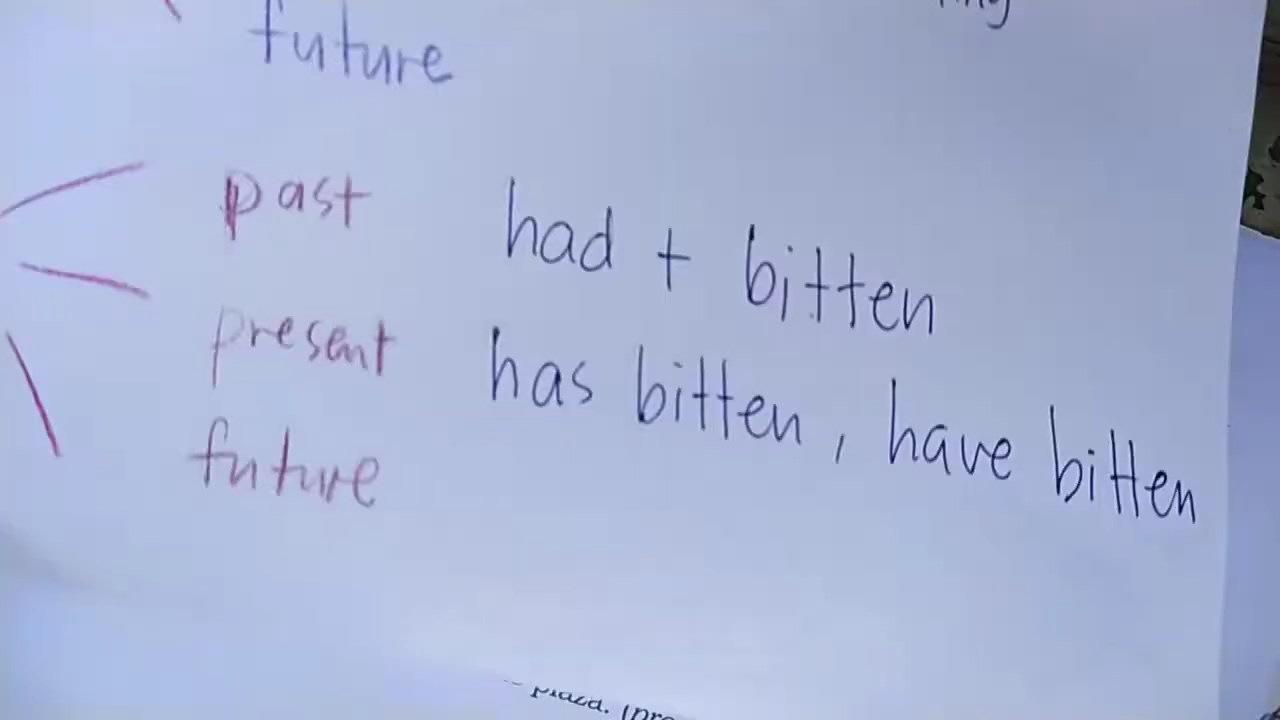 future
past had + bitten
present has bitten, have bitten
future